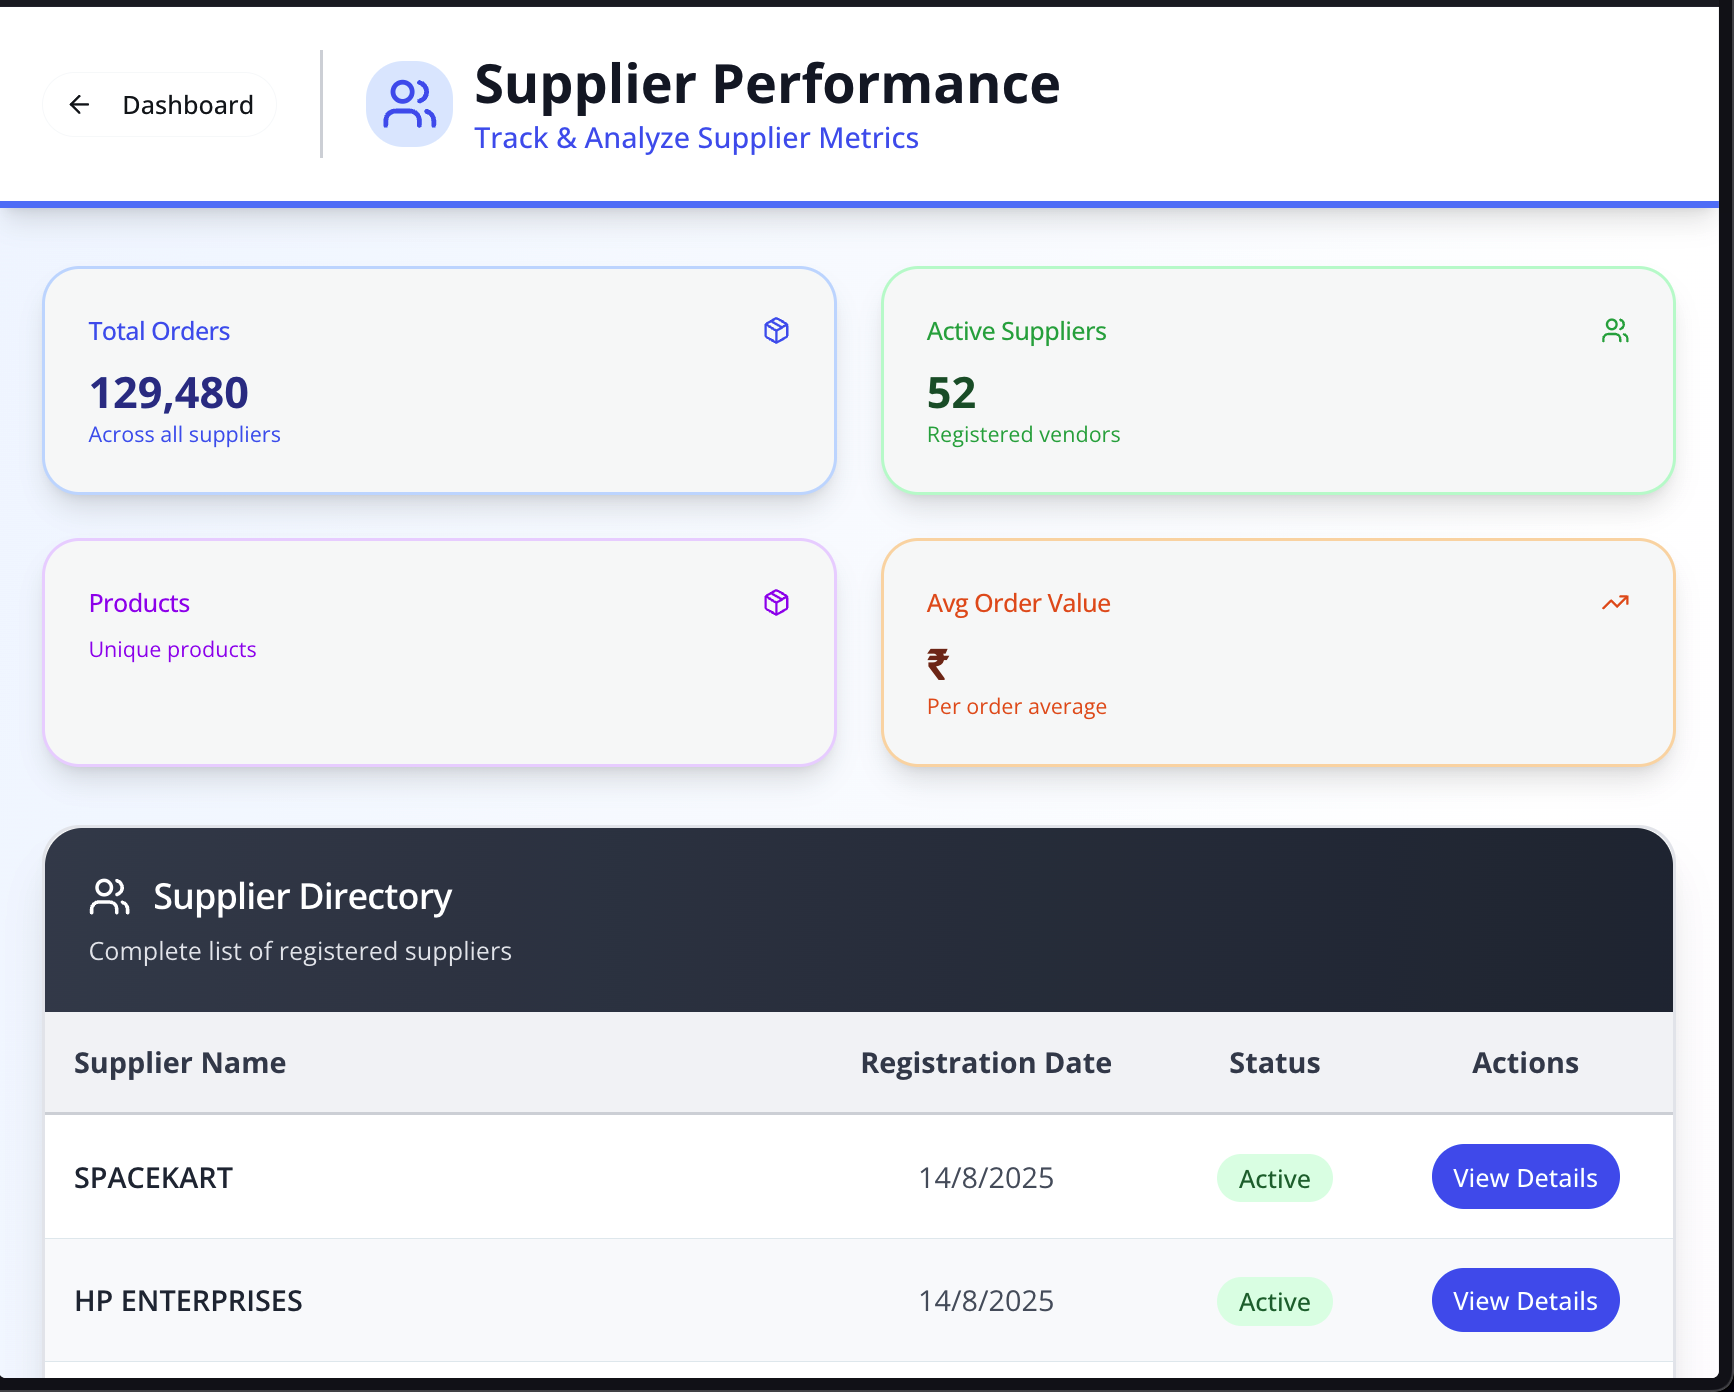 Dashboard
Supplier Performance
Track & Analyze Supplier Metrics
Total Orders
129,480
Across all suppliers
Active Suppliers
52
Registered vendors
Products
Unique products
Avg Order Value
₹
Per order average
Supplier Directory
Complete list of registered suppliers
Supplier Name Registration Date Status Actions
SPACEKART 14/8/2025 Active View Details
HP ENTERPRISES 14/8/2025 Active View Details